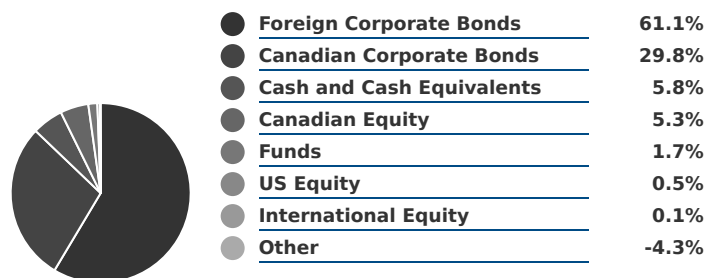 Foreign Corporate Bonds 61.1%
Canadian Corporate Bonds 29.8%
Cash and Cash Equivalents 5.8%
Canadian Equity 5.3%
Funds 1.7%
US Equity 0.5%
International Equity 0.1%
Other -4.3%